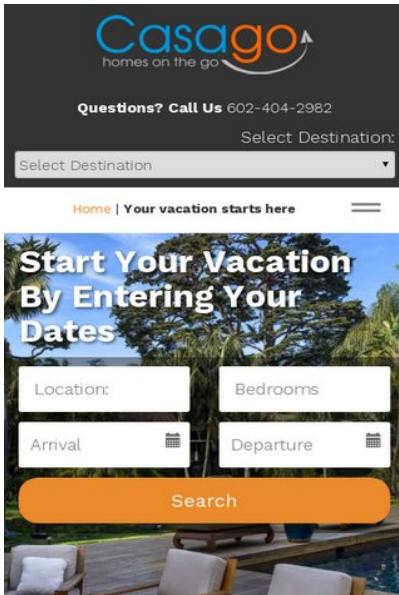 Casago
homes on the go
Questions? Call Us 602-404-2982
Select Destination:
Select Destination
Home | Your vacation starts here
Start Your Vacation
By Entering Your
Dates
Location:
Bedrooms
Arrival
Departure
Search